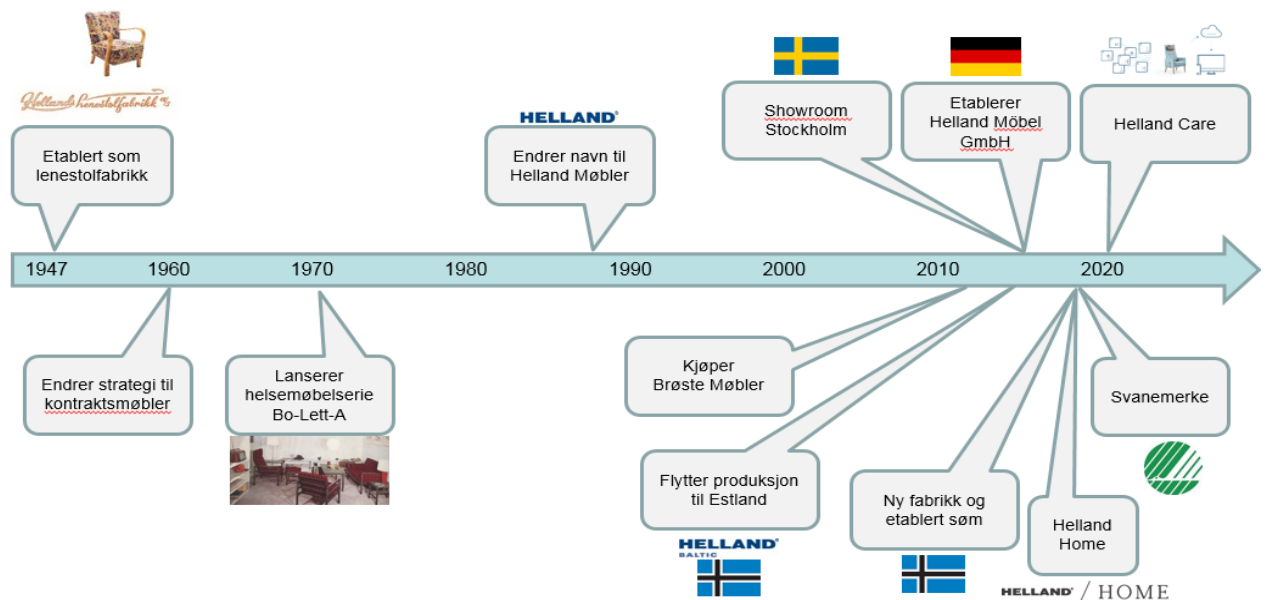 Hellands Lenestolfabrikk %
Etablert som
lenestolfabrikk
HELLAND®
Endrer navn til
Helland Møbler
Showroom
Stockholm
Etablerer
Helland Möbel
GmbH
Helland Care
1947
1960
1970
1980
1990
2000
2010
2020
Endrer strategi til
kontraktsmøbler
Lanserer
helsemøbelserie
Bo-Lett-A
Kjøper
Brøste Møbler
Flytter produksjon
til Estland
HELLAND®
BALTIC
Ny fabrikk og
etablert søm
Helland
Home
HELLAND® / HOME
Svanemerke